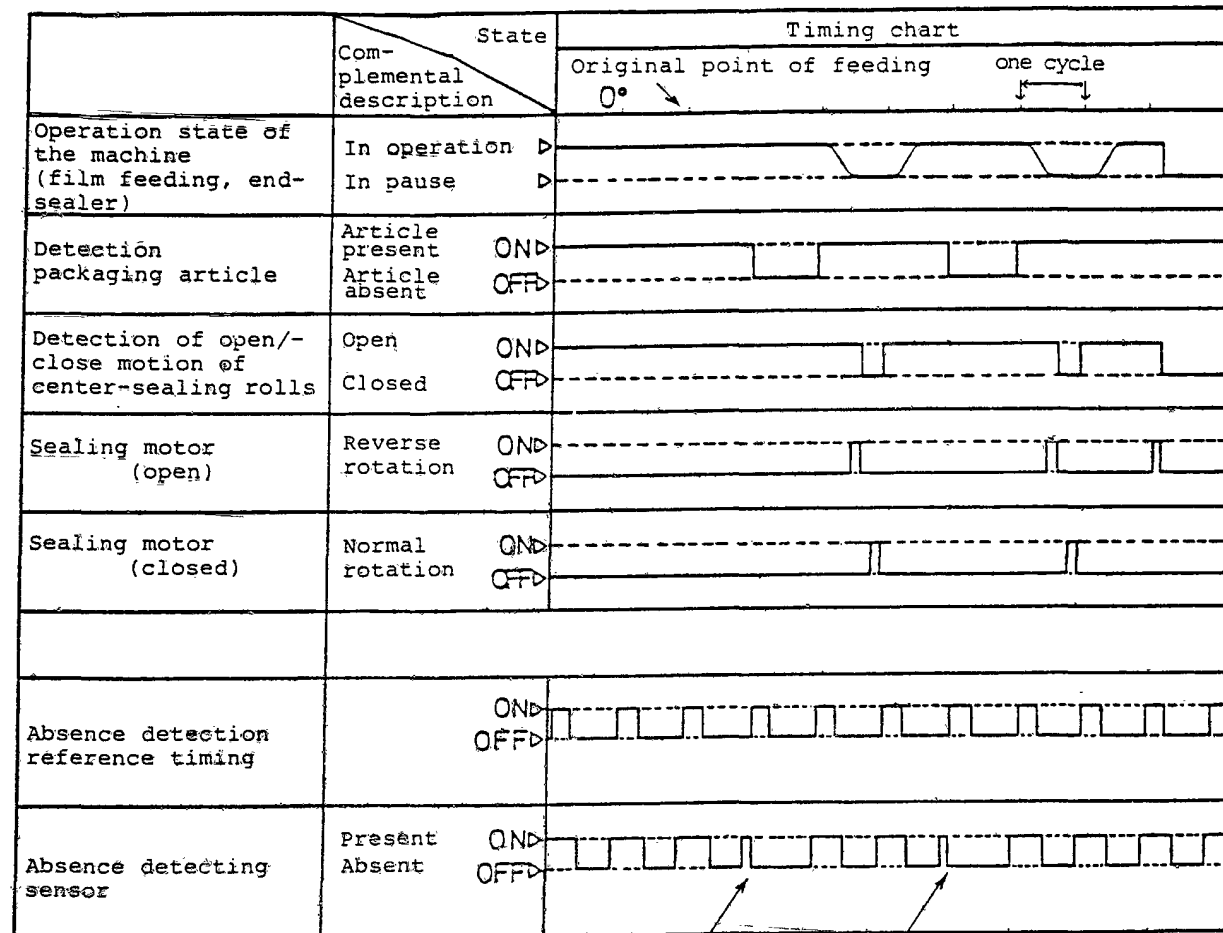 State
Com-
plemental
description
Timing chart
Original point of feeding
one cycle
0°
Operation state of
the machine
(film feeding, end-
sealer)
In operation
In pause
Detection
packaging article
Article
present ON
Article
absent OFF
Detection of open/-
close motion of
center-sealing rolls
Open ON
Closed OFF
Sealing motor
(open)
Reverse ON
rotation OFF
Sealing motor
(closed)
Normal ON
rotation OFF
Absence detection
reference timing
ON
OFF
Absence detecting
sensor
Present ON
Absent OFF